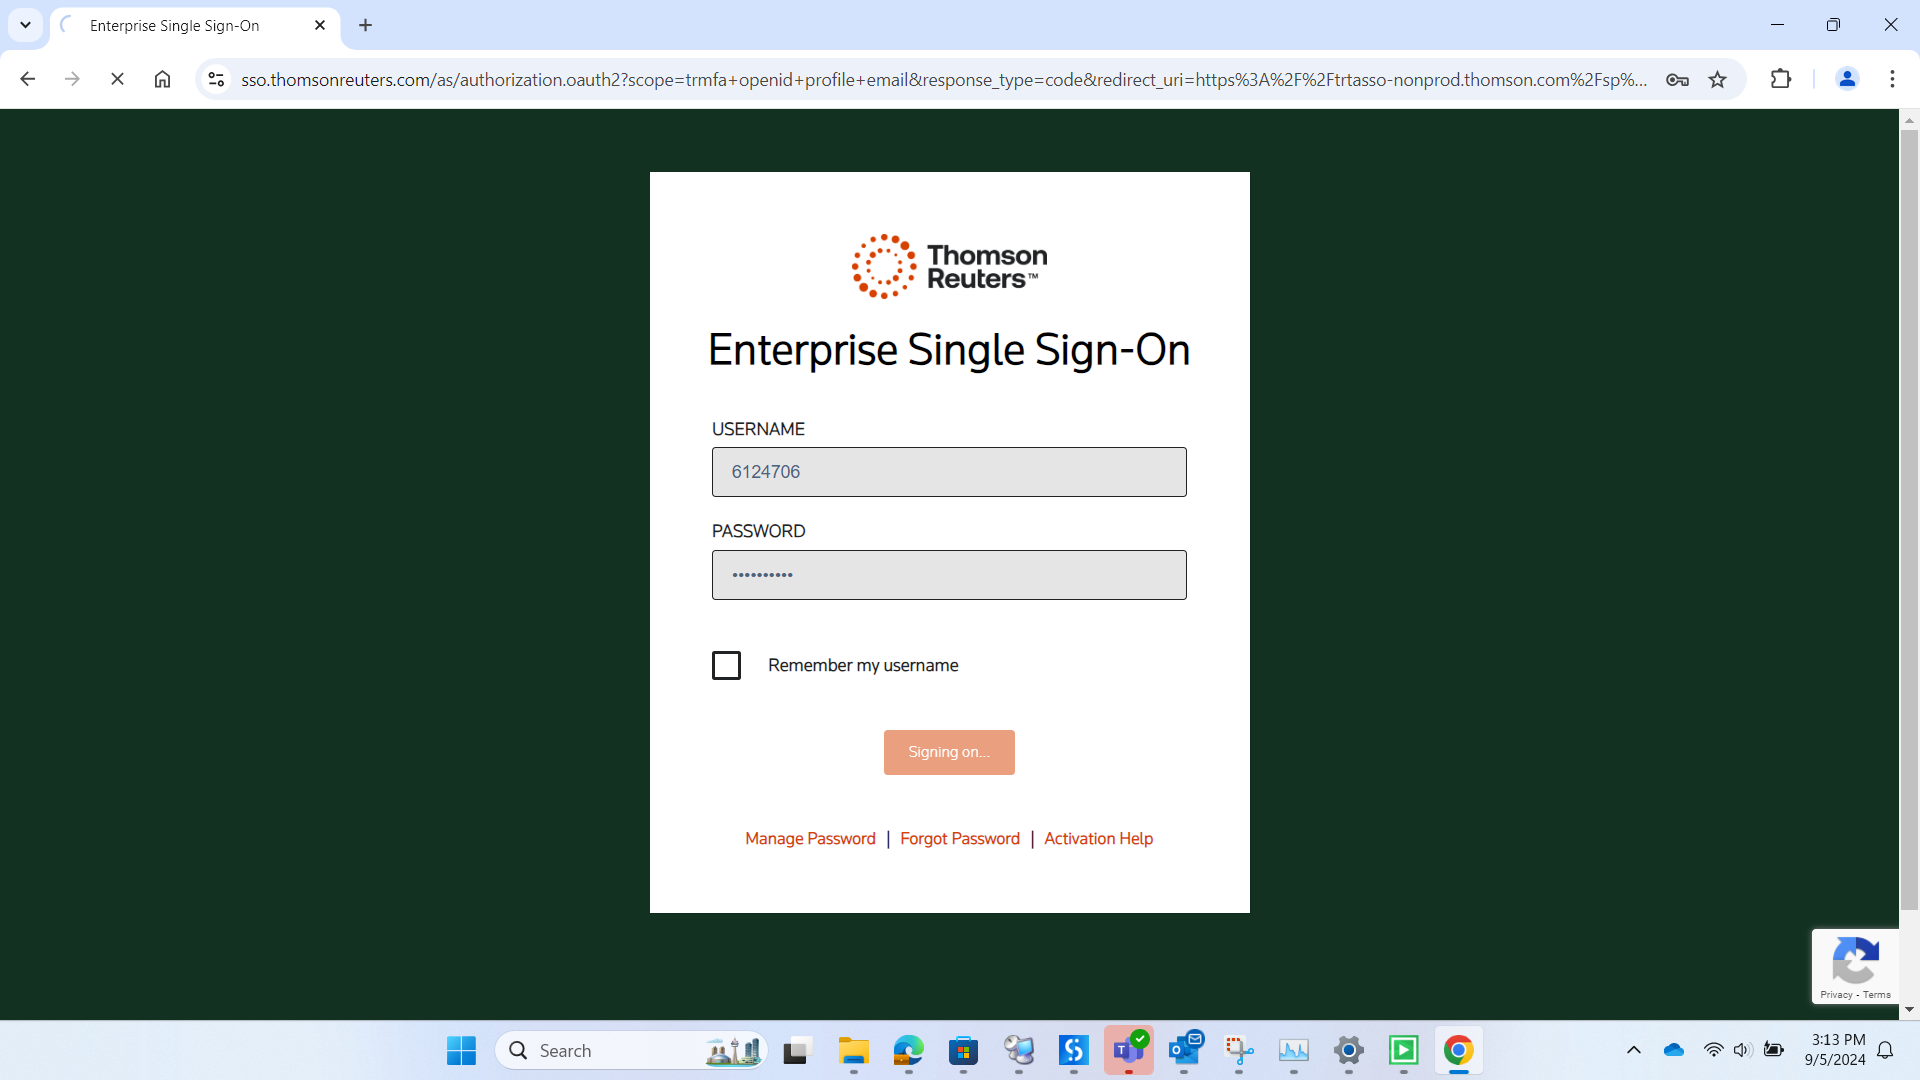 Enterprise Single Sign-On
sso.thomsonreuters.com/as/authorization.oauth2?scope=trmfa+openid+profile+email&response_type=code&redirect_uri=https%3A%2F%2Ftrtasso-nonprod.thomson.com%2Fsp%...
Thomson
Reuters™
Enterprise Single Sign-On
USERNAME
6124706
PASSWORD
••••••••••
Remember my username
Signing on...
Manage Password | Forgot Password | Activation Help
Privacy - Terms
Search
3:13 PM
9/5/2024